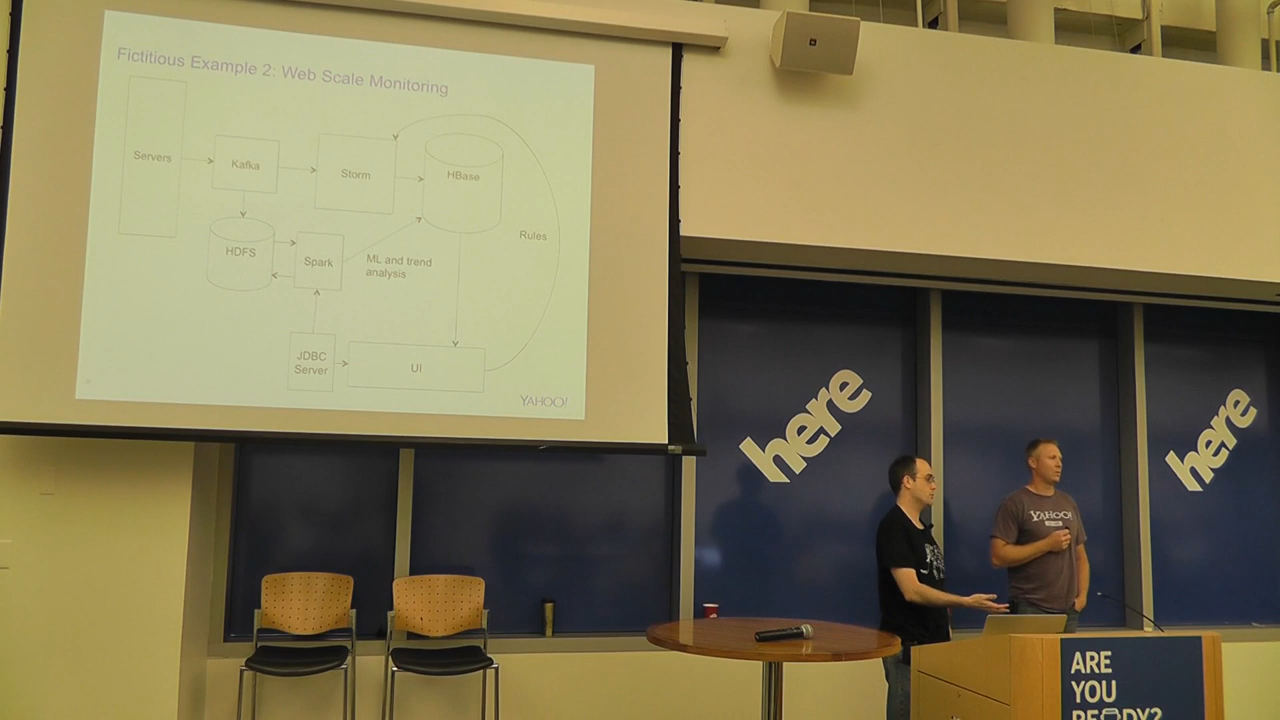 Fictitious Example 2: Web Scale Monitoring
Servers
Kafka
Storm
HBase
HDFS
Spark
ML and trend
analysis
Rules
JDBC
Server
UI
YAHOO!
here
here
YAHOO!
ARE
YOU
READY?